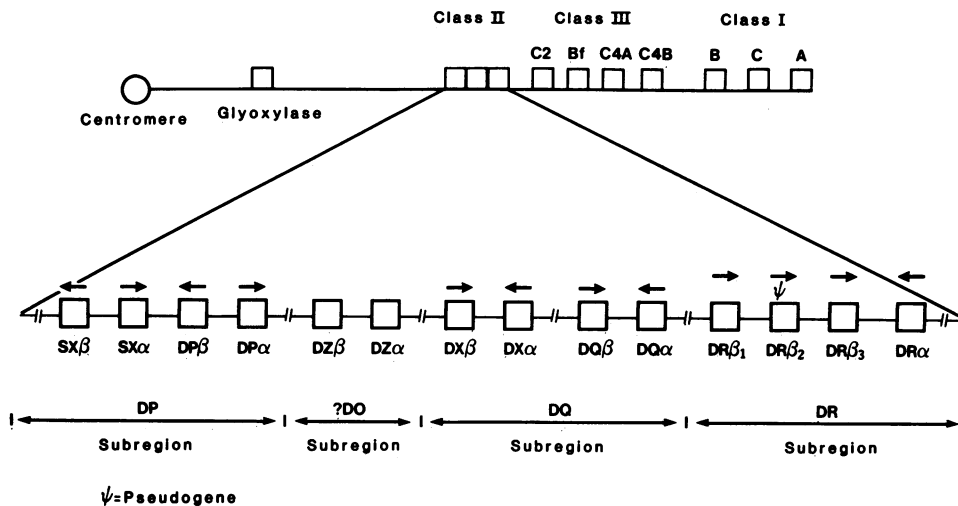 Class II Class III Class I
C2 Bf C4A C4B B C A
Centromere Glyoxylase
ψ
SXβ SXα DPβ DPα DZβ DZα DXβ DXα DQβ DQα DRβ₁ DRβ₂ DRβ₃ DRα
DP ?DO DQ DR
Subregion Subregion Subregion Subregion
ψ=Pseudogene